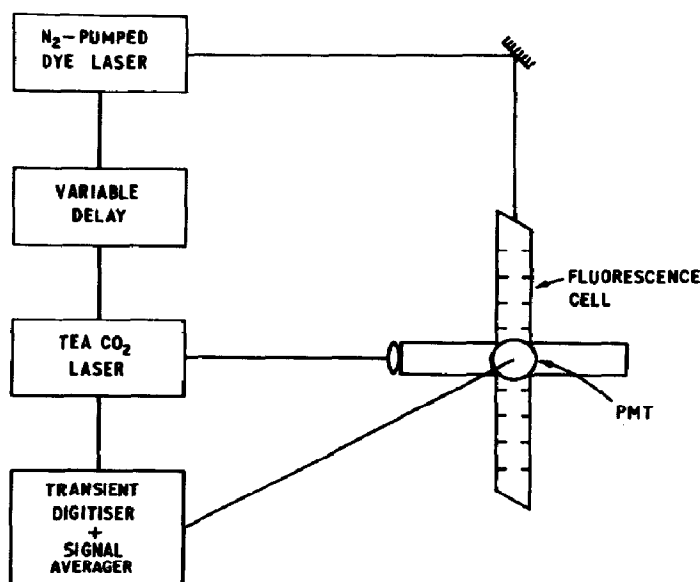 N₂-PUMPED
DYE LASER
VARIABLE
DELAY
FLUORESCENCE
CELL
TEA CO₂
LASER
PMT
TRANSIENT
DIGITISER
+
SIGNAL
AVERAGER